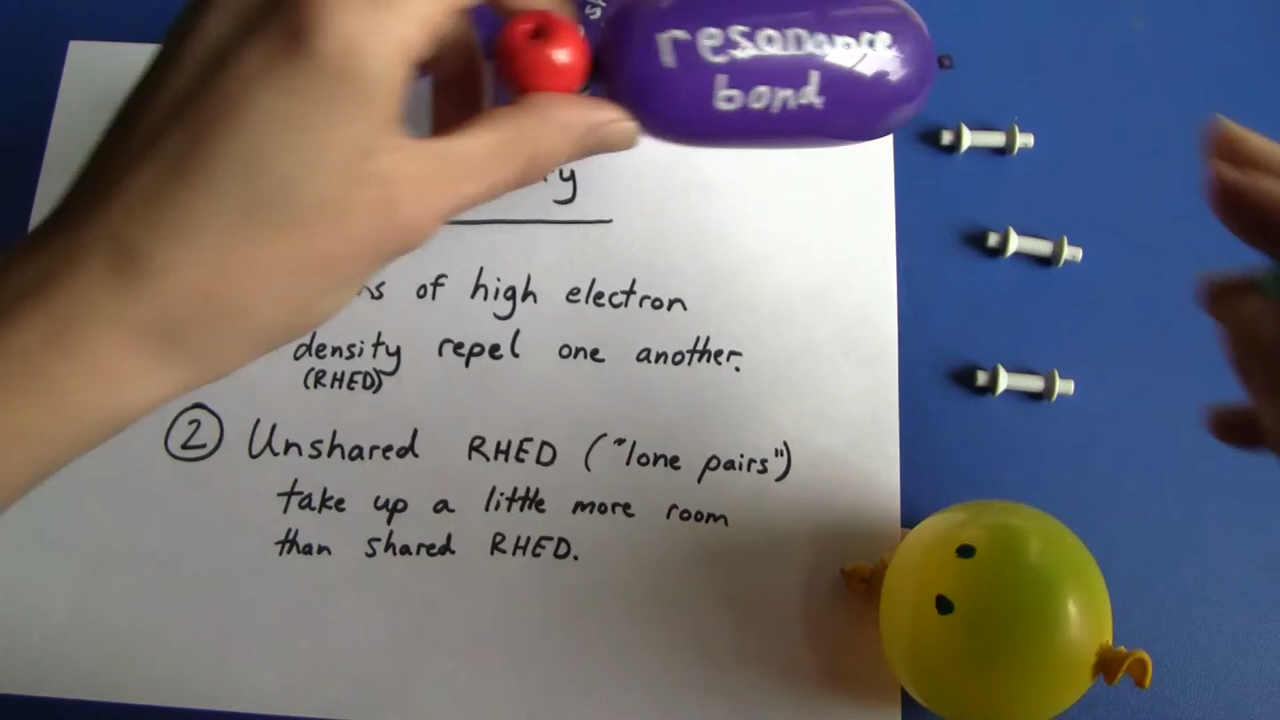 resonance
bond
of high electron
density repel one another.
(RHED)
② Unshared RHED ("lone pairs")
take up a little more room
than shared RHED.